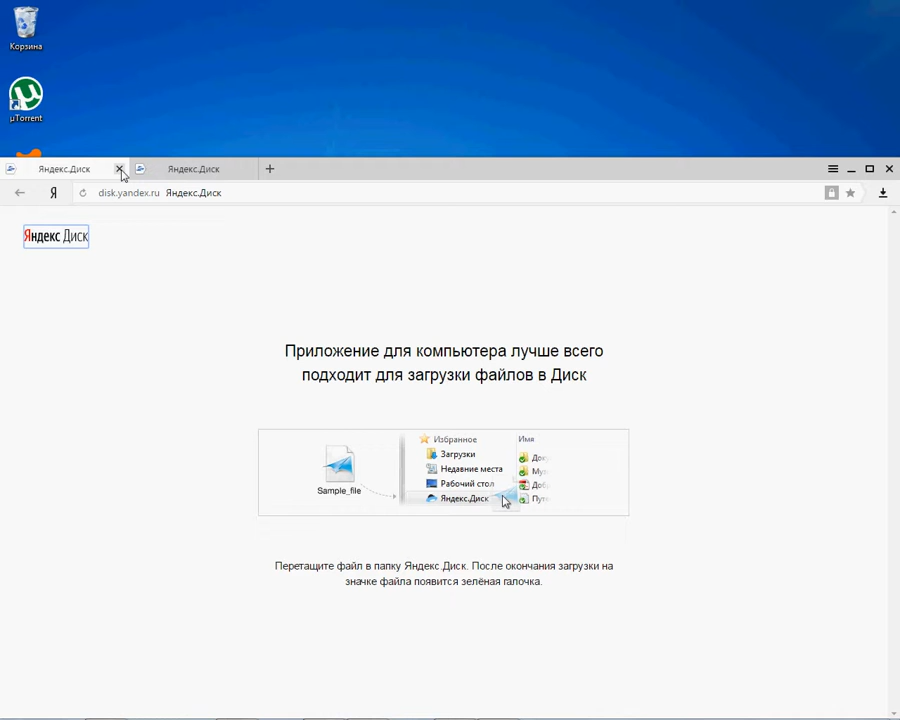 Корзина
µTorrent
Яндекс.Диск
Яндекс.Диск
Я
disk.yandex.ru Яндекс.Диск
Яндекс Диск
Приложение для компьютера лучше всего
подходит для загрузки файлов в Диск
Избранное
Имя
Загрузки
Недавние места
Рабочий стол
Яндекс.Диск
Sample_file
Перетащите файл в папку Яндекс.Диск. После окончания загрузки на
значке файла появится зелёная галочка.